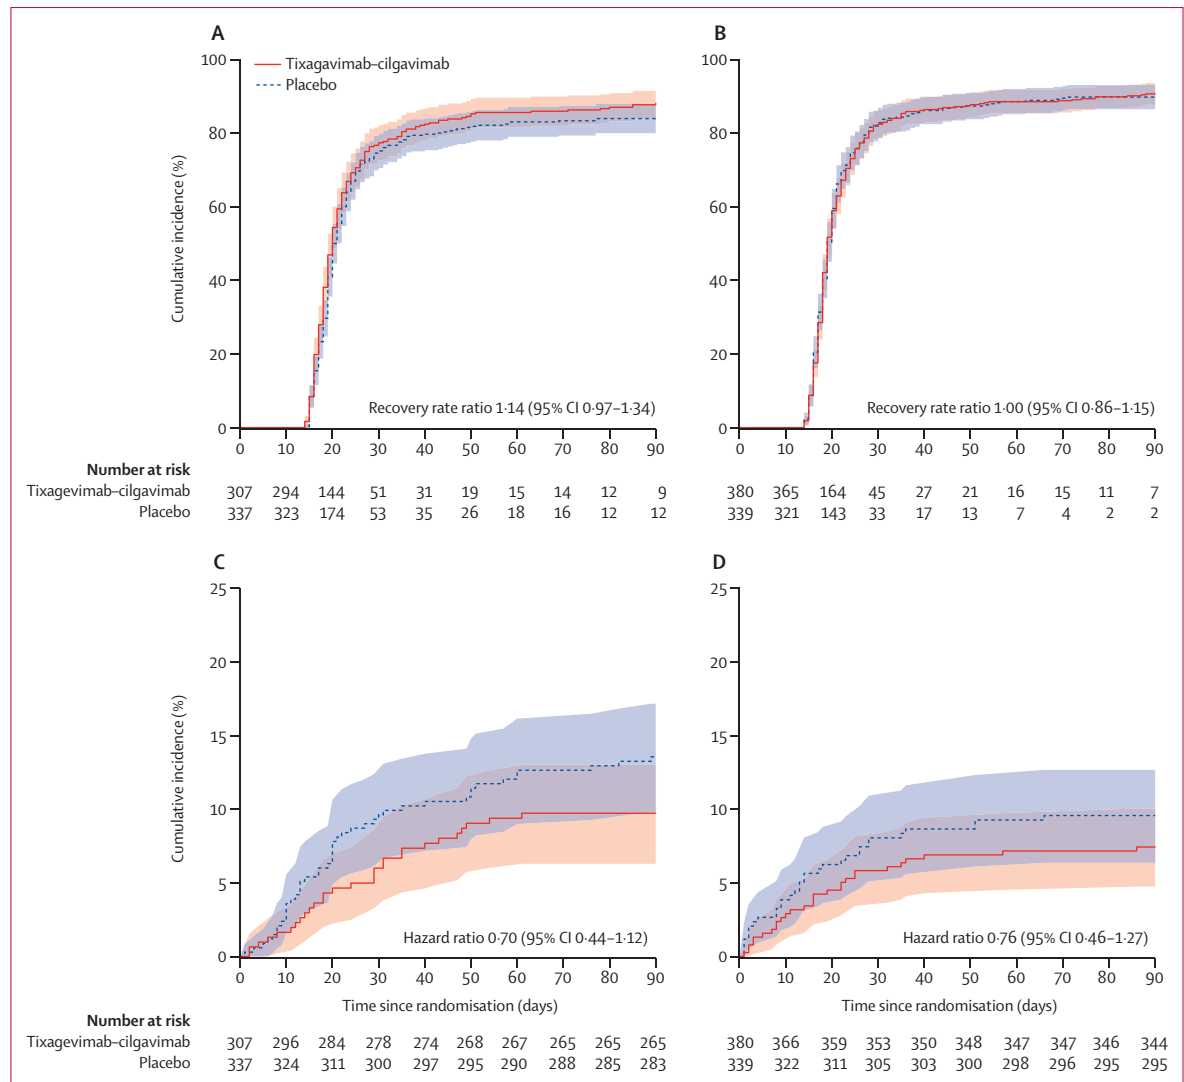 A
B
Tixagavimab–cilgavimab
Placebo
100
80
60
40
20
0
Cumulative incidence (%)
Recovery rate ratio 1·14 (95% CI 0·97–1·34)
0 10 20 30 40 50 60 70 80 90
100
80
60
40
20
0
Recovery rate ratio 1·00 (95% CI 0·86–1·15)
0 10 20 30 40 50 60 70 80 90
Number at risk
Tixagevimab–cilgavimab 307 294 144 51 31 19 15 14 12 9 380 365 164 45 27 21 16 15 11 7
Placebo 337 323 174 53 35 26 18 16 12 12 339 321 143 33 17 13 7 4 2 2
C
D
25
20
15
10
5
0
Cumulative incidence (%)
Hazard ratio 0·70 (95% CI 0·44–1·12)
0 10 20 30 40 50 60 70 80 90
Time since randomisation (days)
25
20
15
10
5
0
Hazard ratio 0·76 (95% CI 0·46–1·27)
0 10 20 30 40 50 60 70 80 90
Time since randomisation (days)
Number at risk
Tixagevimab–cilgavimab 307 296 284 278 274 268 267 265 265 265 380 366 359 353 350 348 347 347 346 344
Placebo 337 324 311 300 297 295 290 288 285 283 339 322 311 305 303 300 298 296 295 295